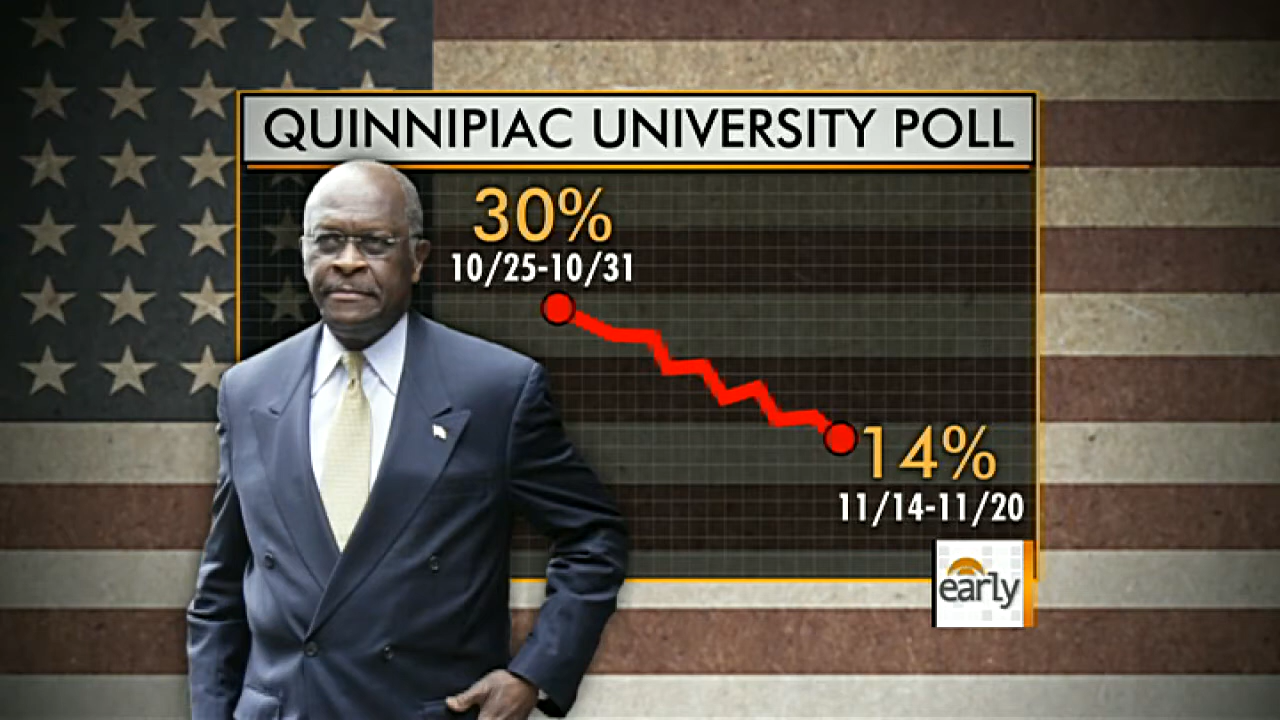 QUINNIPIAC UNIVERSITY POLL
30%
10/25-10/31
14%
11/14-11/20
early